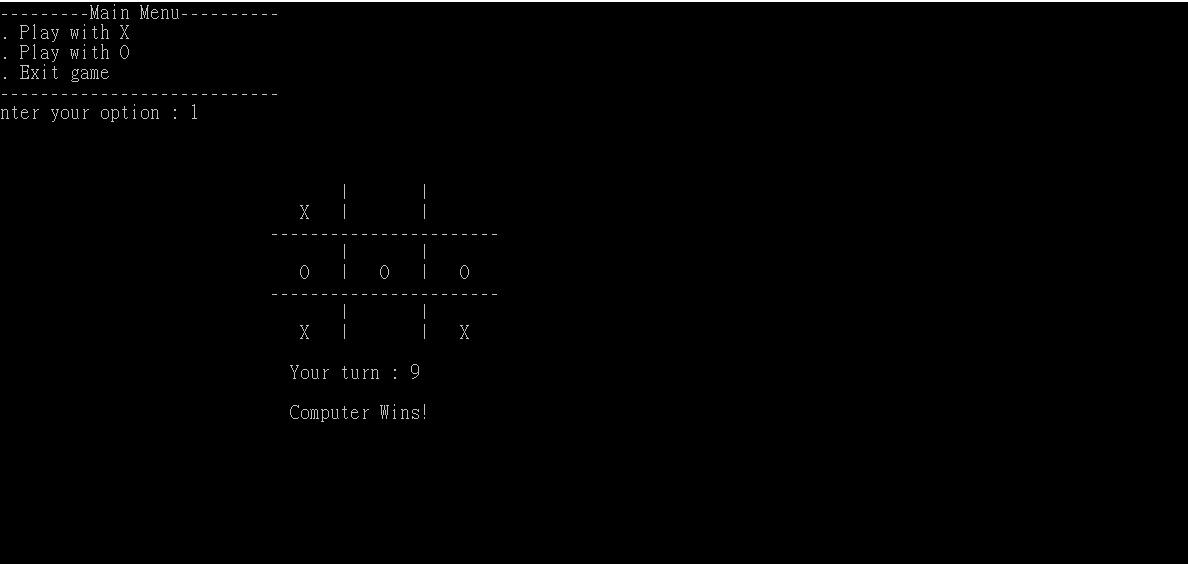 ---------Main Menu----------
. Play with X
. Play with O
. Exit game
----------------------------
nter your option : 1
| |
X | |
-----------------------
| |
O | O | O
-----------------------
| |
X | | X
Your turn : 9
Computer Wins!